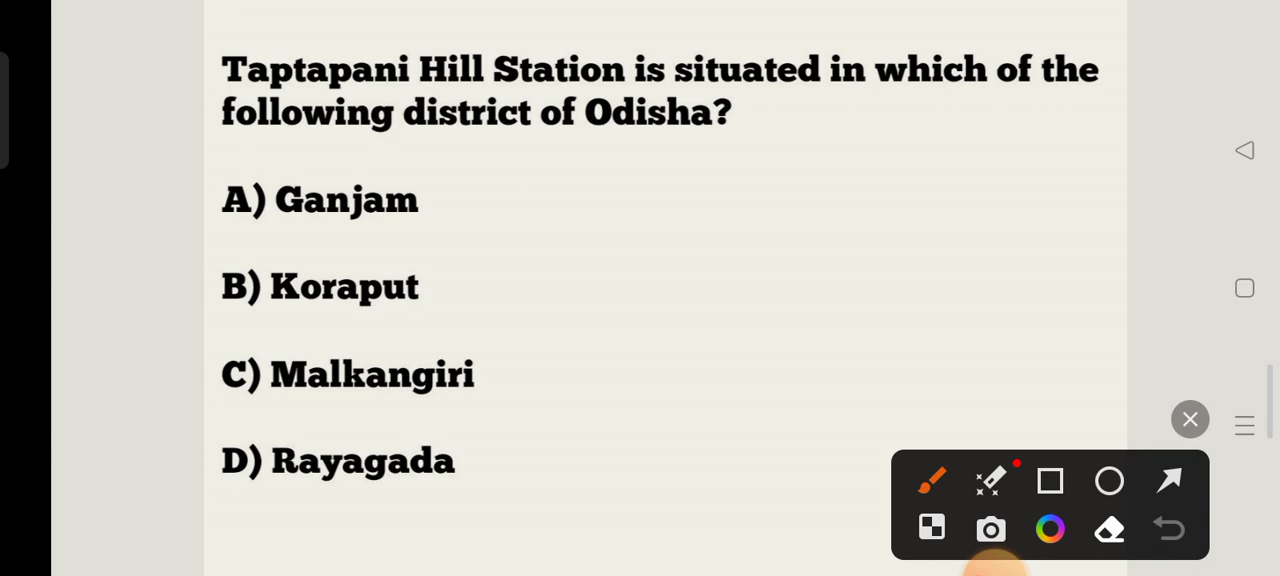 Taptapani Hill Station is situated in which of the
following district of Odisha?
A) Ganjam
B) Koraput
C) Malkangiri
D) Rayagada